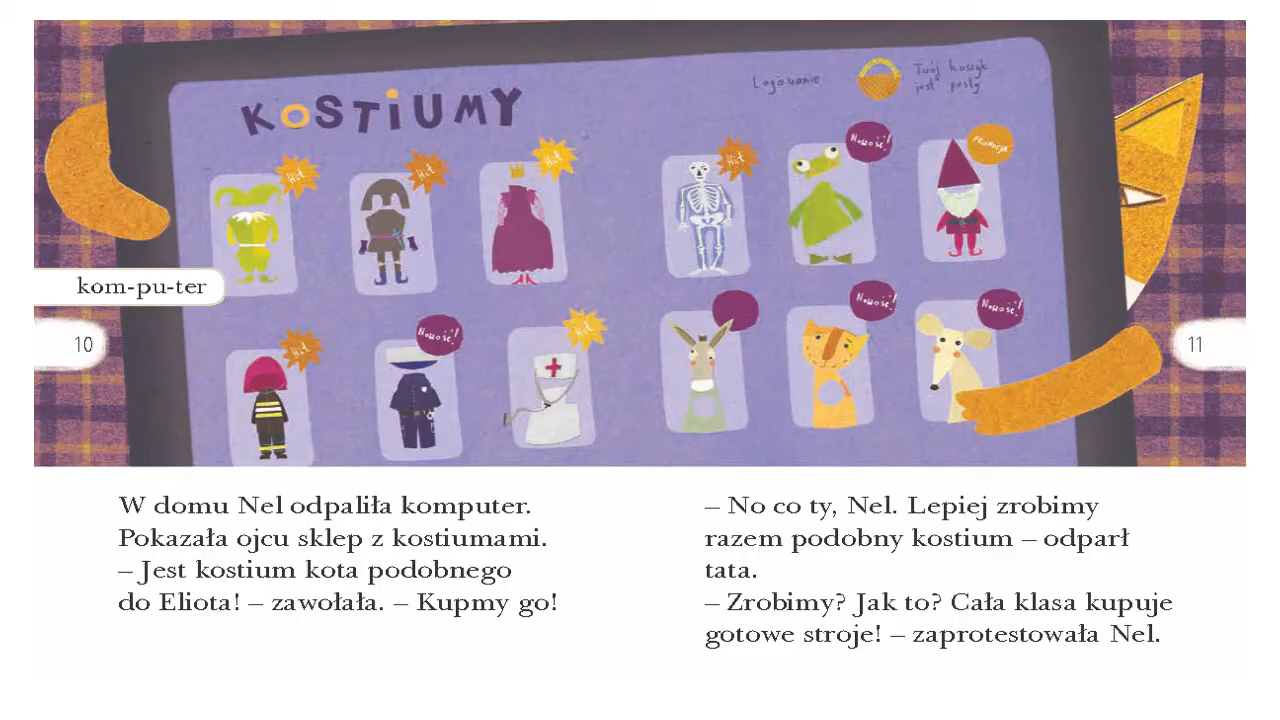 KOSTiUMY
Logowanie
Twój koszyk
jest pusty
Hit
Hit
Hit
Hit
Nowość!
PROMOCJA
kom-pu-ter
10
11
Hit
Nowość!
Hit
Nowość!
Nowość!
W domu Nel odpaliła komputer.
Pokazała ojcu sklep z kostiumami.
– Jest kostium kota podobnego
do Eliota! – zawołała. – Kupmy go!
– No co ty, Nel. Lepiej zrobimy
razem podobny kostium – odparł
tata.
– Zrobimy? Jak to? Cała klasa kupuje
gotowe stroje! – zaprotestowała Nel.